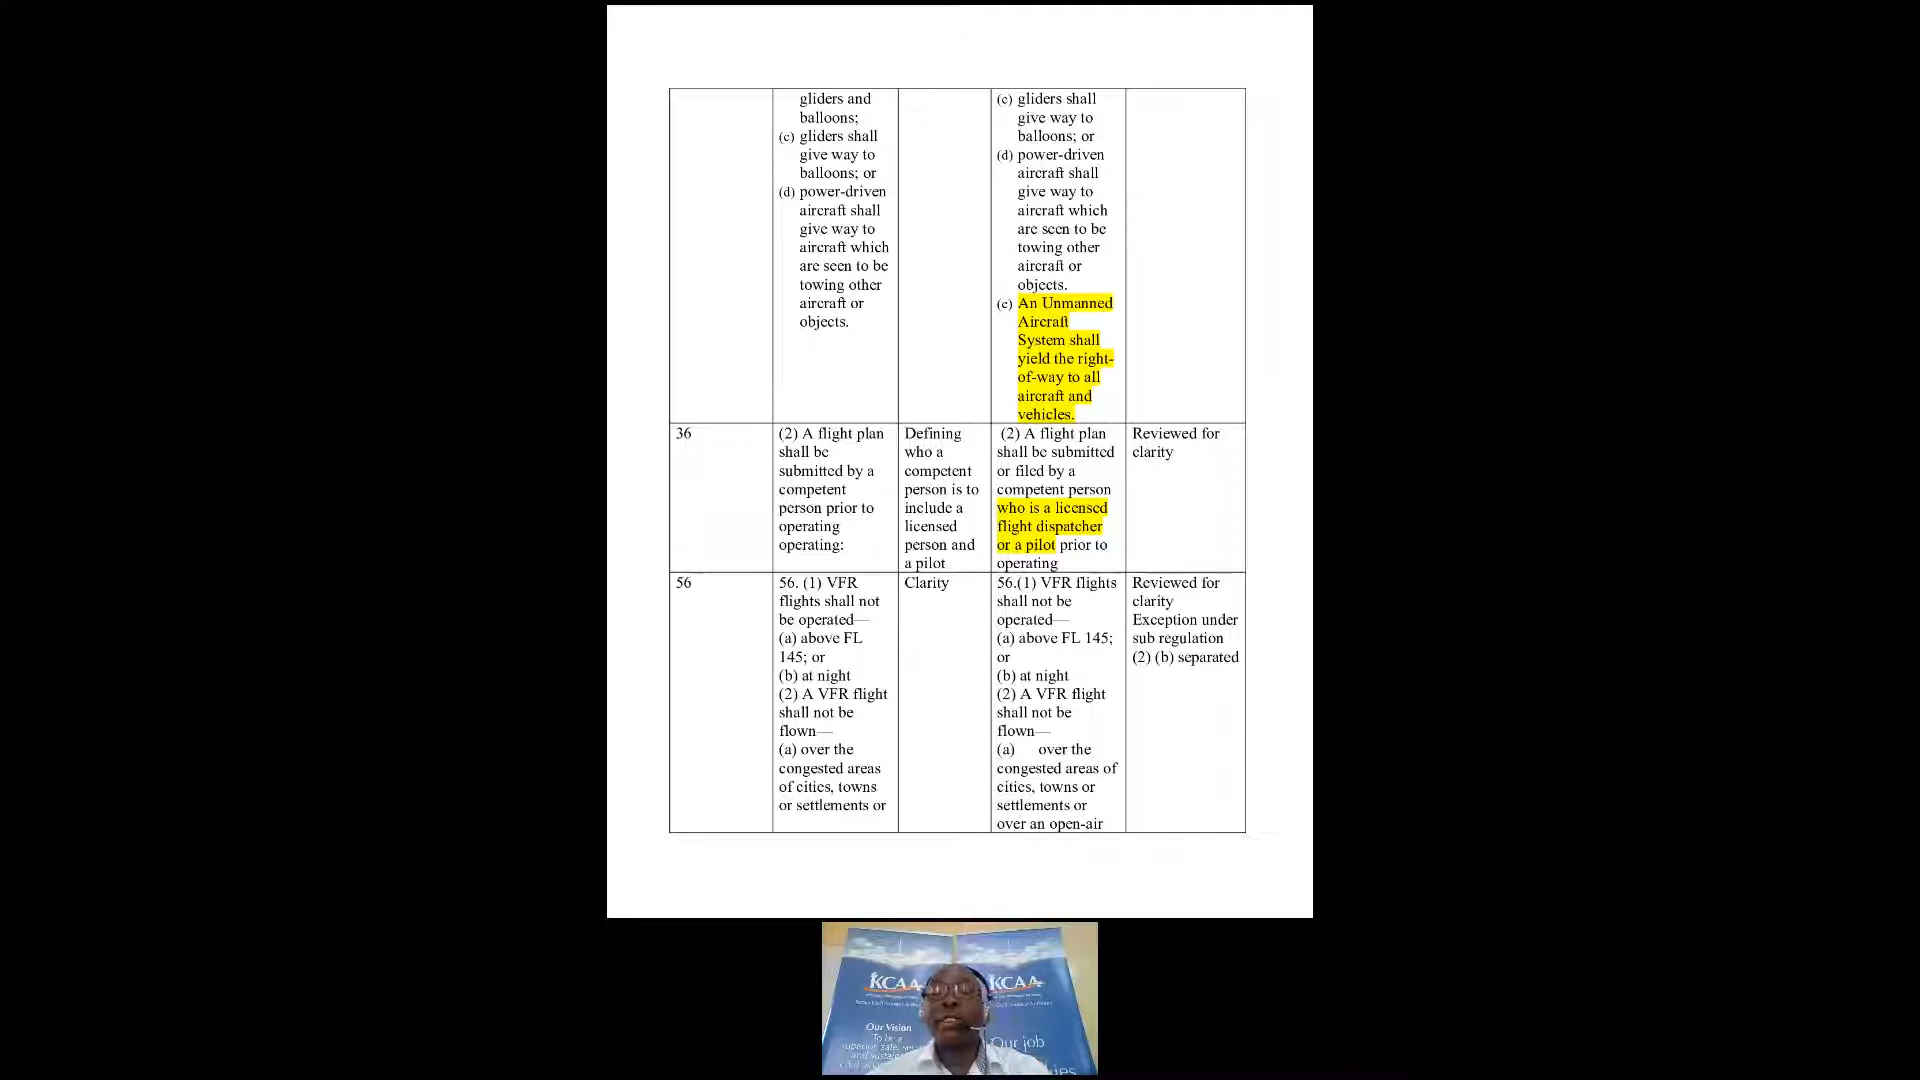 gliders and
balloons;
(c) gliders shall
give way to
balloons; or
(d) power-driven
aircraft shall
give way to
aircraft which
are seen to be
towing other
aircraft or
objects.
(c) gliders shall
give way to
balloons; or
(d) power-driven
aircraft shall
give way to
aircraft which
are seen to be
towing other
aircraft or
objects.
(e) An Unmanned
Aircraft
System shall
yield the right-
of-way to all
aircraft and
vehicles.
36
(2) A flight plan
shall be
submitted by a
competent
person prior to
operating
operating:
Defining
who a
competent
person is to
include a
licensed
person and
a pilot
(2) A flight plan
shall be submitted
or filed by a
competent person
who is a licensed
flight dispatcher
or a pilot prior to
operating
Reviewed for
clarity
56
56. (1) VFR
flights shall not
be operated—
(a) above FL
145; or
(b) at night
(2) A VFR flight
shall not be
flown—
(a) over the
congested areas
of cities, towns
or settlements or
Clarity
56.(1) VFR flights
shall not be
operated—
(a) above FL 145;
or
(b) at night
(2) A VFR flight
shall not be
flown—
(a) over the
congested areas of
cities, towns or
settlements or
over an open-air
Reviewed for
clarity
Exception under
sub regulation
(2) (b) separated
KCAA
Our Vision
To be a
superior, safe,
KCAA
Our job